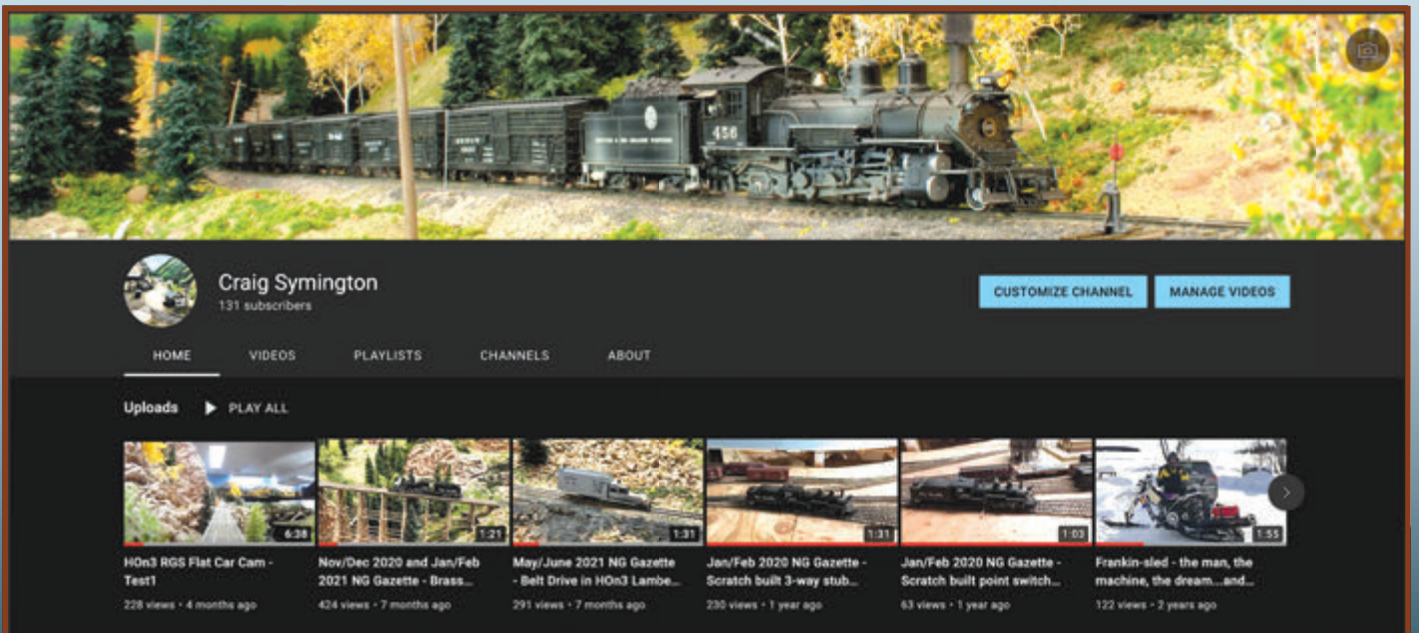 456
Craig Symington
131 subscribers
CUSTOMIZE CHANNEL
MANAGE VIDEOS
HOME
VIDEOS
PLAYLISTS
CHANNELS
ABOUT
Uploads
PLAY ALL
6:38
1:21
1:31
1:31
1:03
1:55
HOn3 RGS Flat Car Cam -
Test1
228 views • 4 months ago
Nov/Dec 2020 and Jan/Feb
2021 NG Gazette - Brass...
424 views • 7 months ago
May/June 2021 NG Gazette
- Belt Drive in HOn3 Lambe...
291 views • 7 months ago
Jan/Feb 2020 NG Gazette -
Scratch built 3-way stub...
230 views • 1 year ago
Jan/Feb 2020 NG Gazette -
Scratch built point switch...
63 views • 1 year ago
Frankin-sled - the man, the
machine, the dream...and...
122 views • 2 years ago